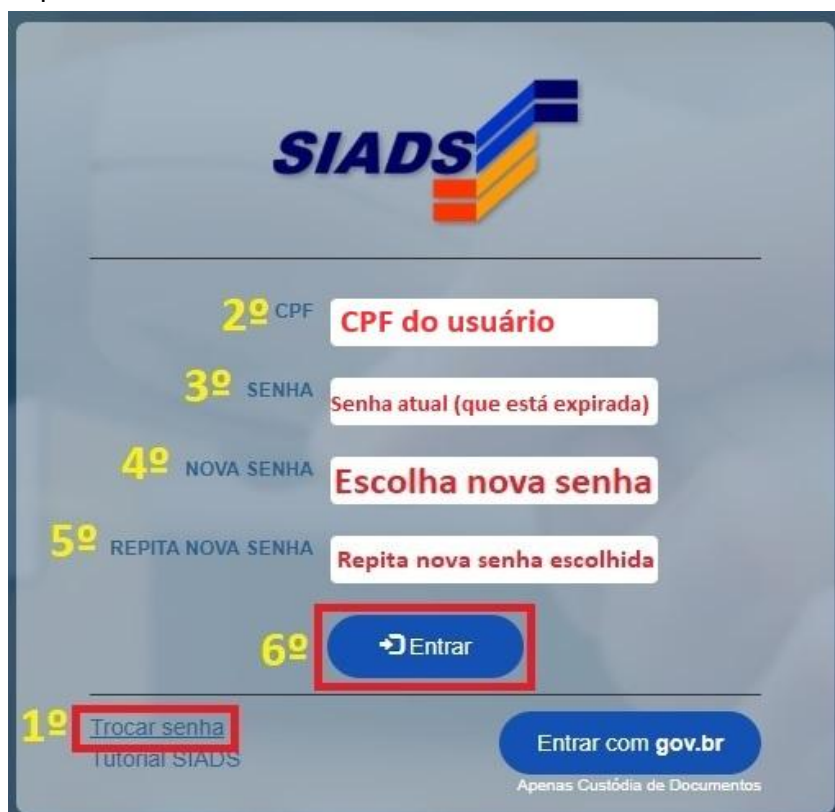 SIADS
2º CPF CPF do usuário
3º SENHA Senha atual (que está expirada)
4º NOVA SENHA Escolha nova senha
5º REPITA NOVA SENHA Repita nova senha escolhida
6º Entrar
1º Trocar senha
Tutorial SIADS
Entrar com gov.br
Apenas Custódia de Documentos